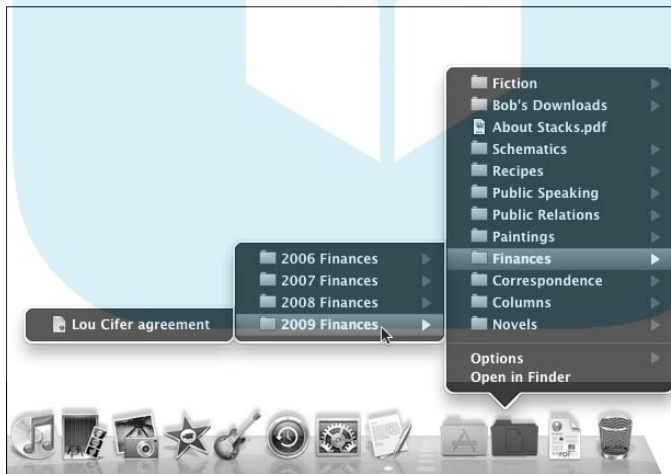 Fiction
Bob's Downloads
About Stacks.pdf
Schematics
Recipes
Public Speaking
Public Relations
Paintings
Finances
Correspondence
Columns
Novels
Options
Open in Finder
2006 Finances
2007 Finances
2008 Finances
2009 Finances
Lou Cifer agreement
PDF